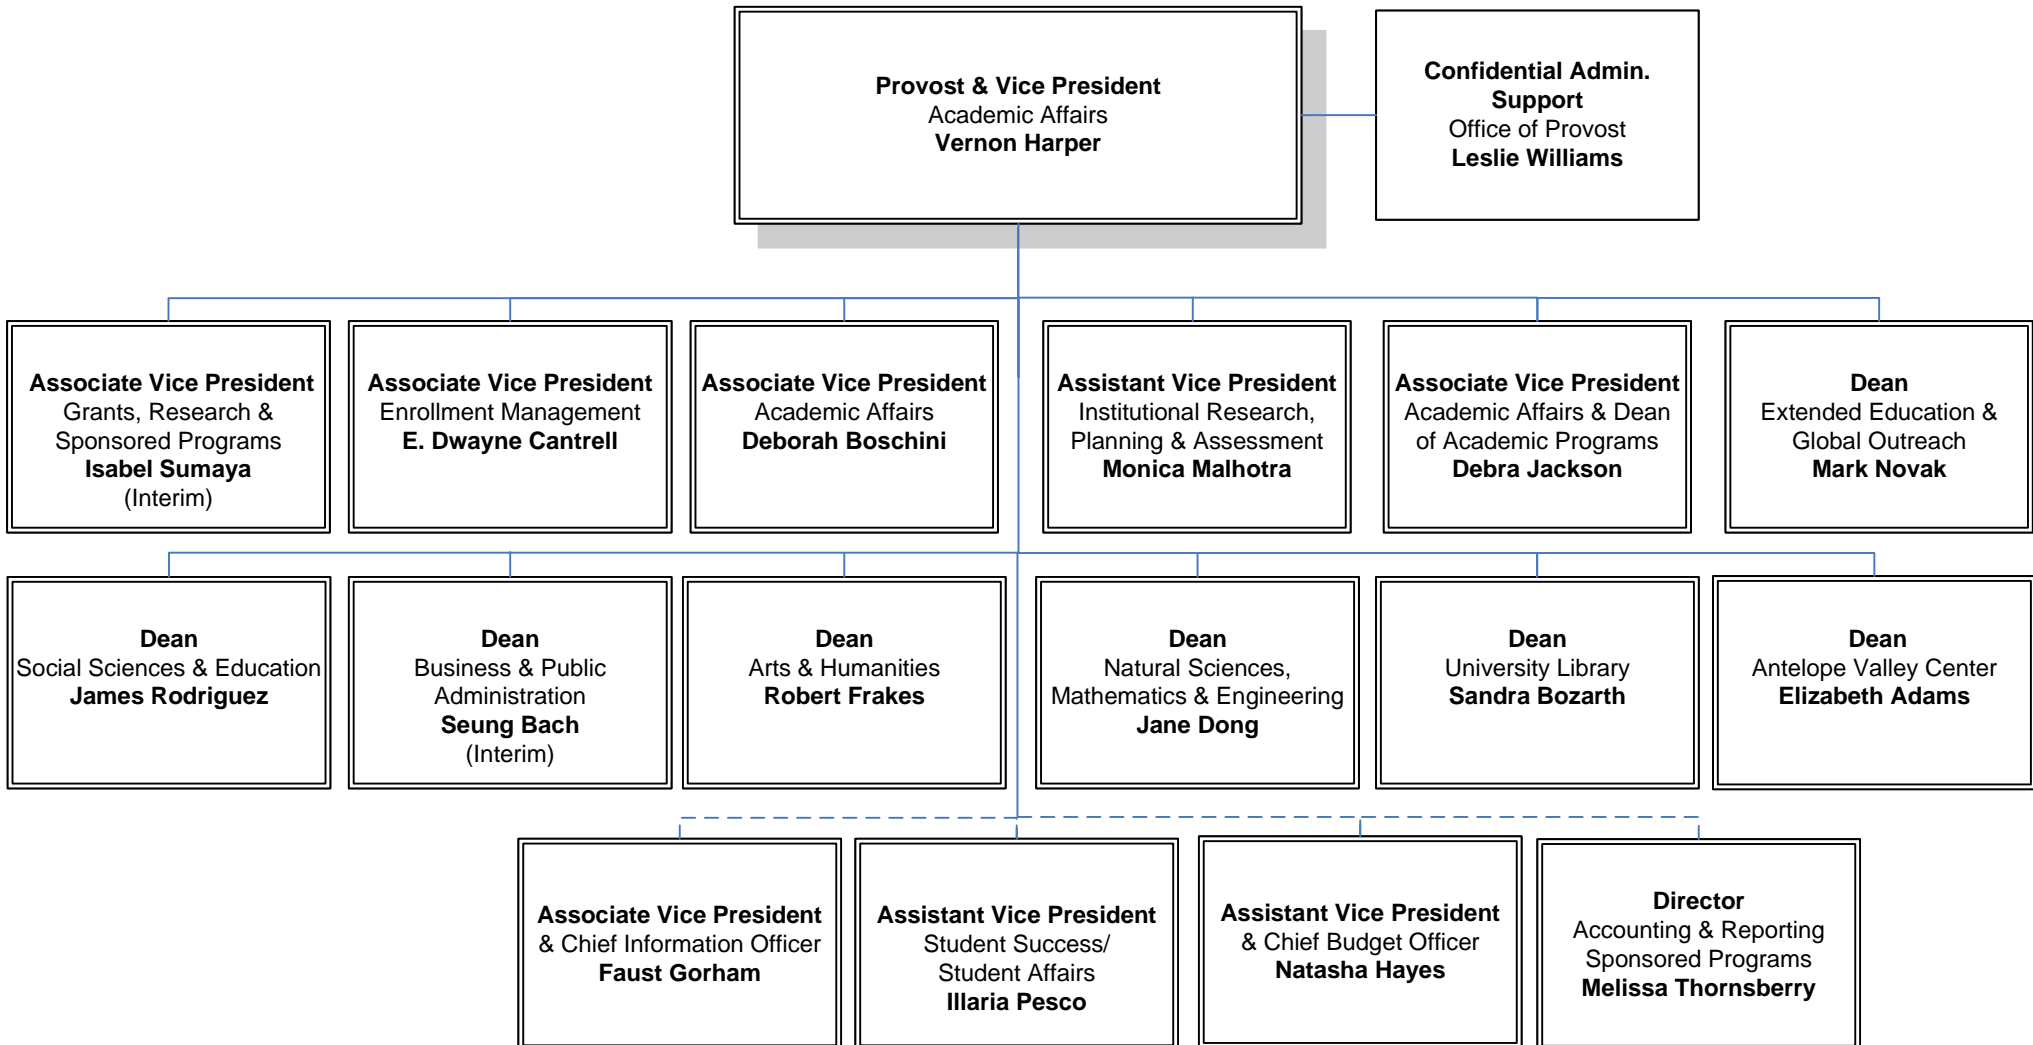 Provost & Vice President
Academic Affairs
Vernon Harper
Confidential Admin.
Support
Office of Provost
Leslie Williams
Associate Vice President
Grants, Research &
Sponsored Programs
Isabel Sumaya
(Interim)
Associate Vice President
Enrollment Management
E. Dwayne Cantrell
Associate Vice President
Academic Affairs
Deborah Boschini
Assistant Vice President
Institutional Research,
Planning & Assessment
Monica Malhotra
Associate Vice President
Academic Affairs & Dean
of Academic Programs
Debra Jackson
Dean
Extended Education &
Global Outreach
Mark Novak
Dean
Social Sciences & Education
James Rodriguez
Dean
Business & Public
Administration
Seung Bach
(Interim)
Dean
Arts & Humanities
Robert Frakes
Dean
Natural Sciences,
Mathematics & Engineering
Jane Dong
Dean
University Library
Sandra Bozarth
Dean
Antelope Valley Center
Elizabeth Adams
Associate Vice President
& Chief Information Officer
Faust Gorham
Assistant Vice President
Student Success/
Student Affairs
Illaria Pesco
Assistant Vice President
& Chief Budget Officer
Natasha Hayes
Director
Accounting & Reporting
Sponsored Programs
Melissa Thornsberry